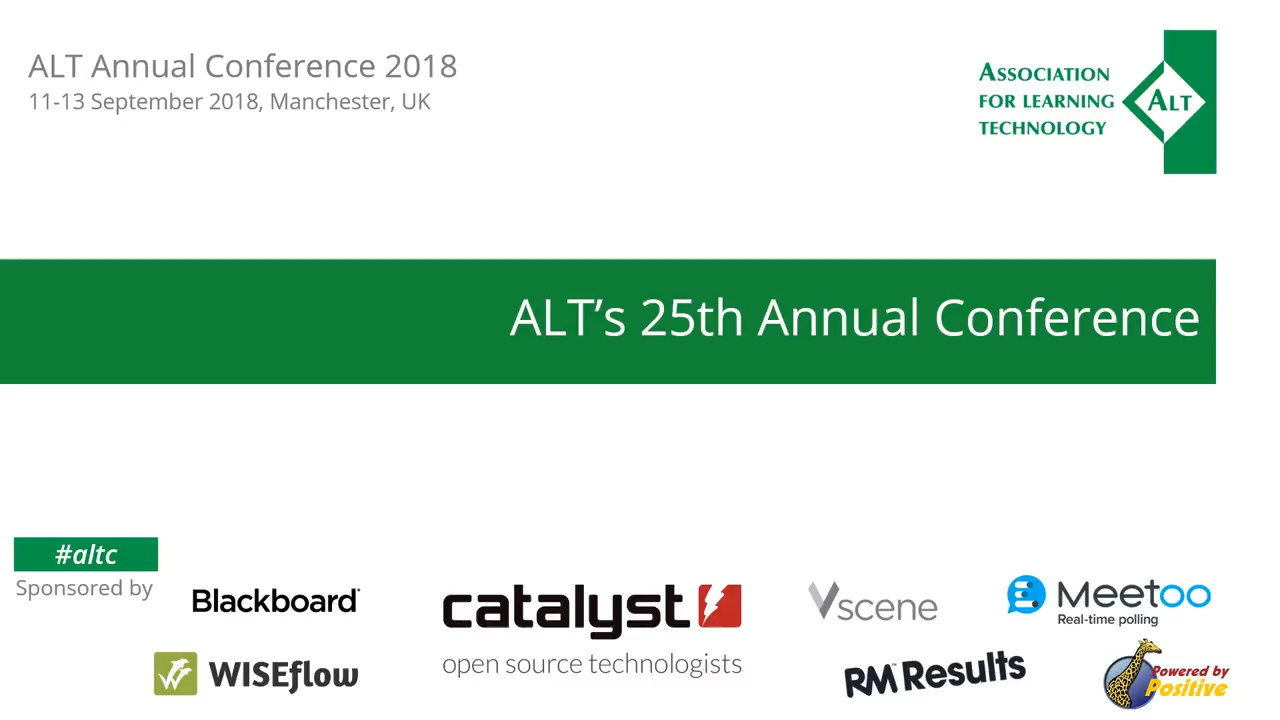 ALT Annual Conference 2018
11-13 September 2018, Manchester, UK
ASSOCIATION
FOR LEARNING
TECHNOLOGY
ALT
ALT’s 25th Annual Conference
#altc
Sponsored by
Blackboard
catalyst
open source technologists
Vscene
Meetoo
Real-time polling
WISEflow
RM Results
Powered by
Positive